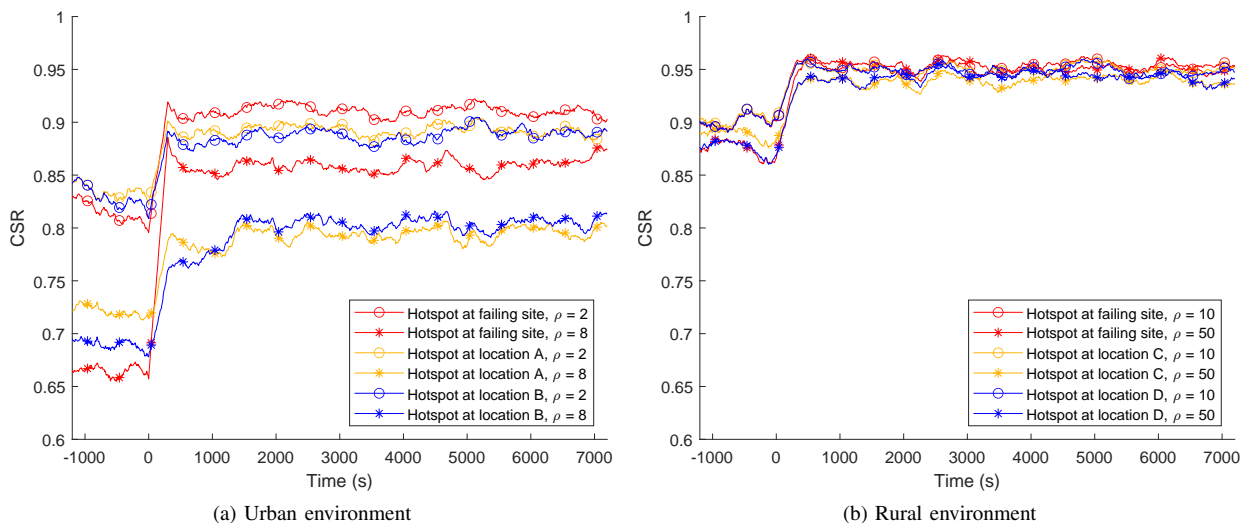 1
0.95
0.9
0.85
0.8
0.75
0.7
0.65
0.6
CSR
-1000 0 1000 2000 3000 4000 5000 6000 7000
Time (s)
Hotspot at failing site, ρ = 2
Hotspot at failing site, ρ = 8
Hotspot at location A, ρ = 2
Hotspot at location A, ρ = 8
Hotspot at location B, ρ = 2
Hotspot at location B, ρ = 8
(a) Urban environment
1
0.95
0.9
0.85
0.8
0.75
0.7
0.65
0.6
CSR
-1000 0 1000 2000 3000 4000 5000 6000 7000
Time (s)
Hotspot at failing site, ρ = 10
Hotspot at failing site, ρ = 50
Hotspot at location C, ρ = 10
Hotspot at location C, ρ = 50
Hotspot at location D, ρ = 10
Hotspot at location D, ρ = 50
(b) Rural environment